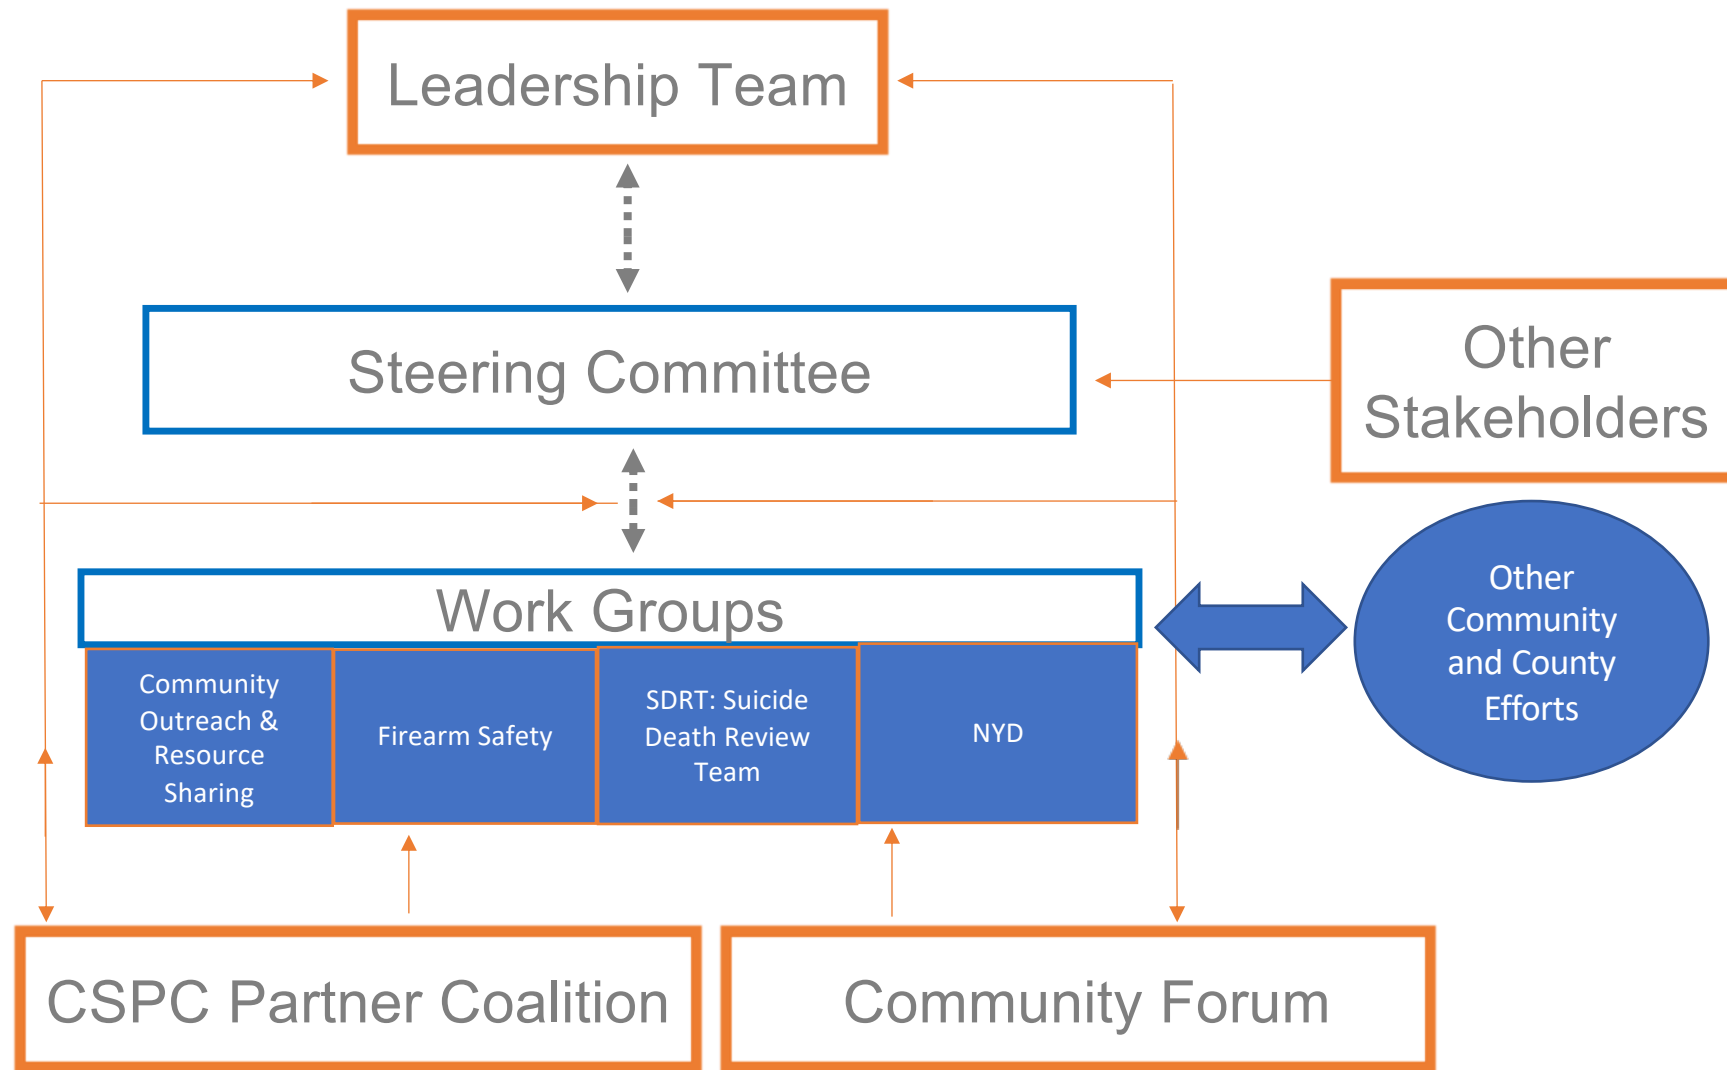 Leadership Team
Steering Committee
Other
Stakeholders
Work Groups
Community
Outreach &
Resource
Sharing
Firearm Safety
SDRT: Suicide
Death Review
Team
NYD
Other
Community
and County
Efforts
CSPC Partner Coalition
Community Forum